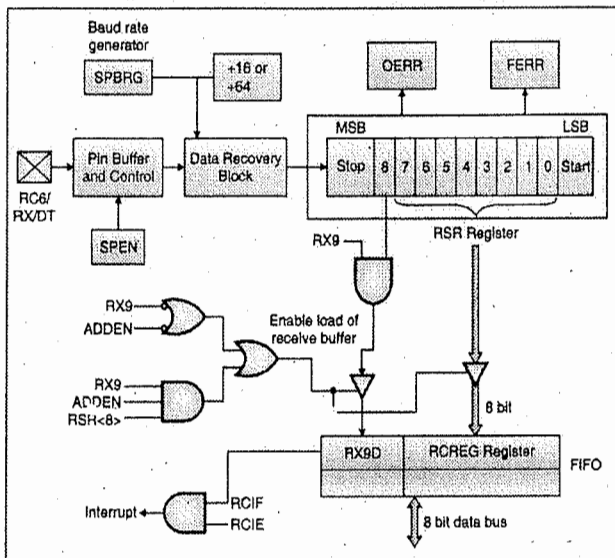 Baud rate
generator
SPBRG
+16 or
+64
OERR
FERR
MSB
LSB
Stop 8 7 6 5 4 3 2 1 0 Start
Pin Buffer
and Control
Data Recovery
Block
RC6/
RX/DT
SPEN
RSR Register
RX9
RX9
ADDEN
Enable load of
receive buffer
RX9
ADDEN
RSR<8>
8 bit
RX9D
RCREG Register
FIFO
Interrupt
RCIF
RCIE
8 bit data bus